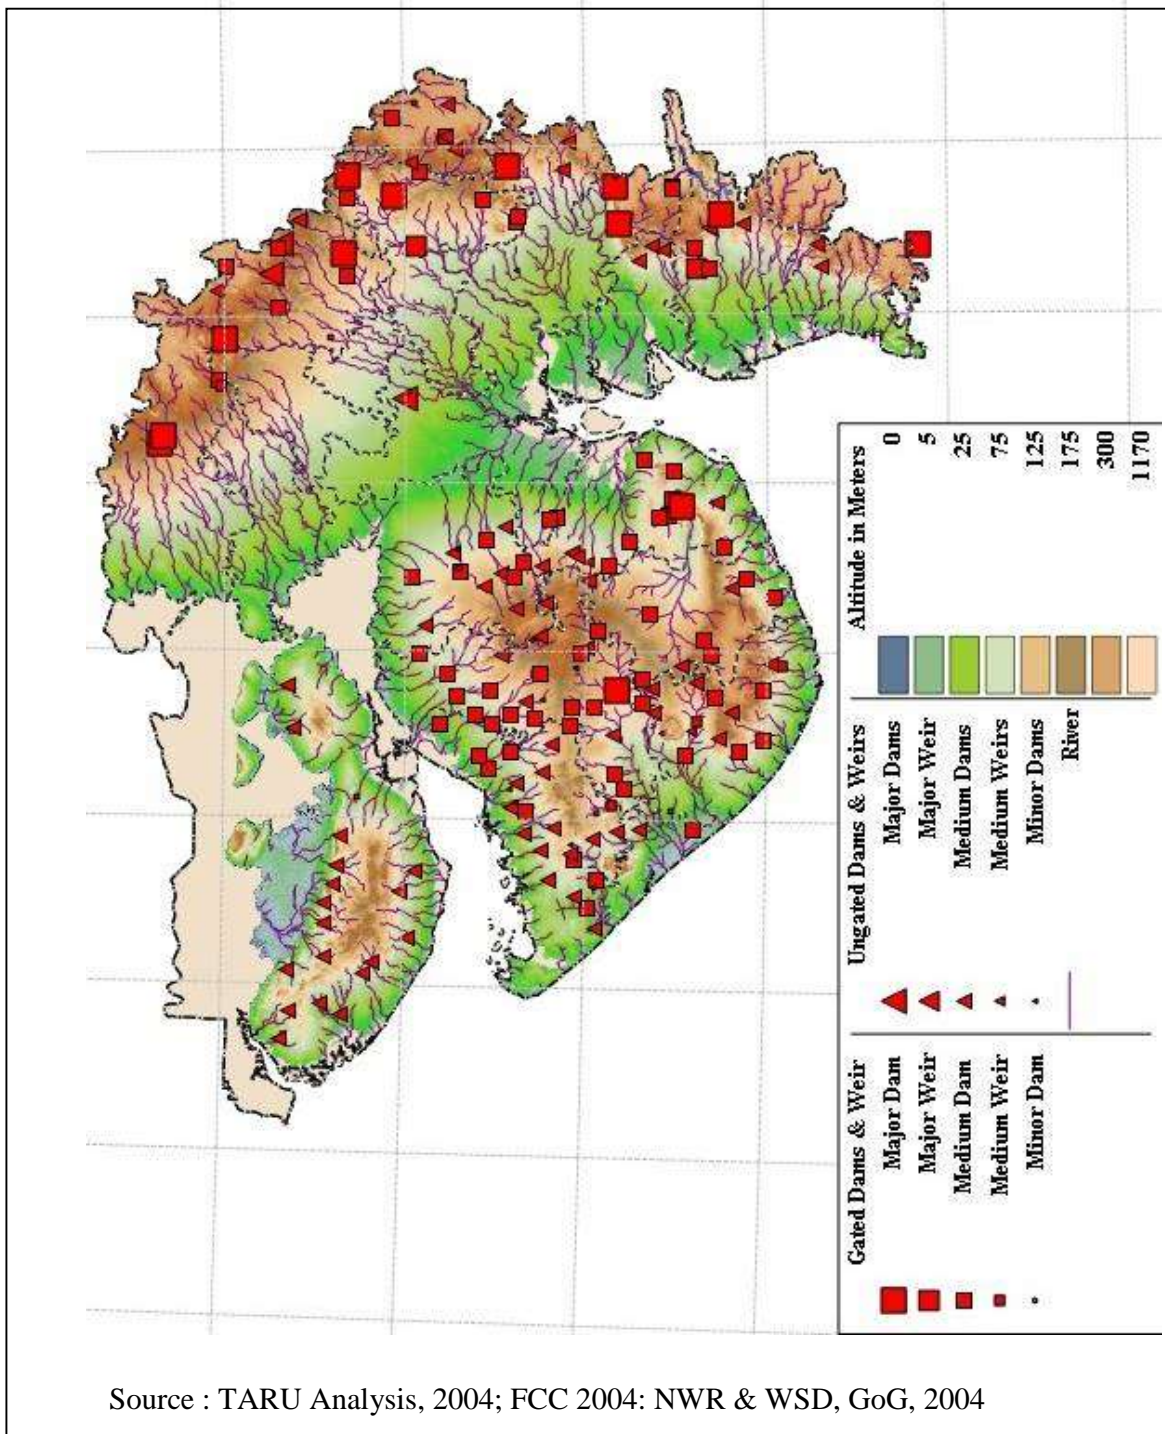 Gated Dams & Weir
Major Dam
Major Weir
Medium Dam
Medium Weir
Minor Dam
Ungated Dams & Weirs
Major Dams
Major Weir
Medium Dams
Medium Weirs
Minor Dams
River
Altitude in Meters
0
5
25
75
125
175
300
1170
Source : TARU Analysis, 2004; FCC 2004: NWR & WSD, GoG, 2004